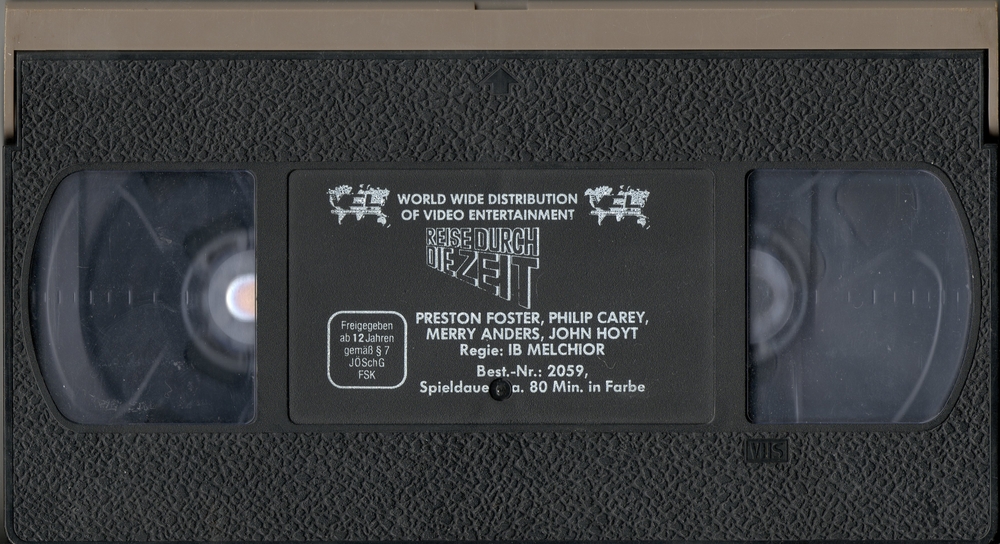 WORLD WIDE DISTRIBUTION
OF VIDEO ENTERTAINMENT
REISE DURCH
DIE ZEIT
PRESTON FOSTER, PHILIP CAREY,
MERRY ANDERS, JOHN HOYT
Regie: IB MELCHIOR
Best.-Nr.: 2059,
80 Min. in Farbe
Freigegeben
ab 12 Jahren
gemäß § 7
JÖSchG
FSK
VHS